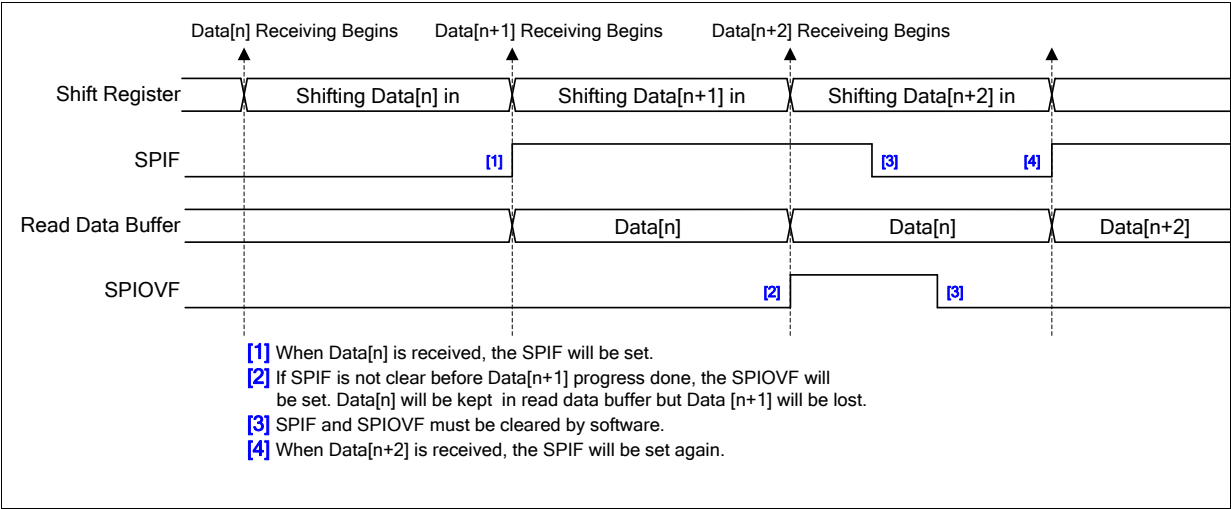 Data[n] Receiving Begins Data[n+1] Receiving Begins Data[n+2] Receiveing Begins
Shift Register Shifting Data[n] in Shifting Data[n+1] in Shifting Data[n+2] in
SPIF [1] [3] [4]
Read Data Buffer Data[n] Data[n] Data[n+2]
SPIOVF [2] [3]
[1] When Data[n] is received, the SPIF will be set.
[2] If SPIF is not clear before Data[n+1] progress done, the SPIOVF will
be set. Data[n] will be kept in read data buffer but Data [n+1] will be lost.
[3] SPIF and SPIOVF must be cleared by software.
[4] When Data[n+2] is received, the SPIF will be set again.